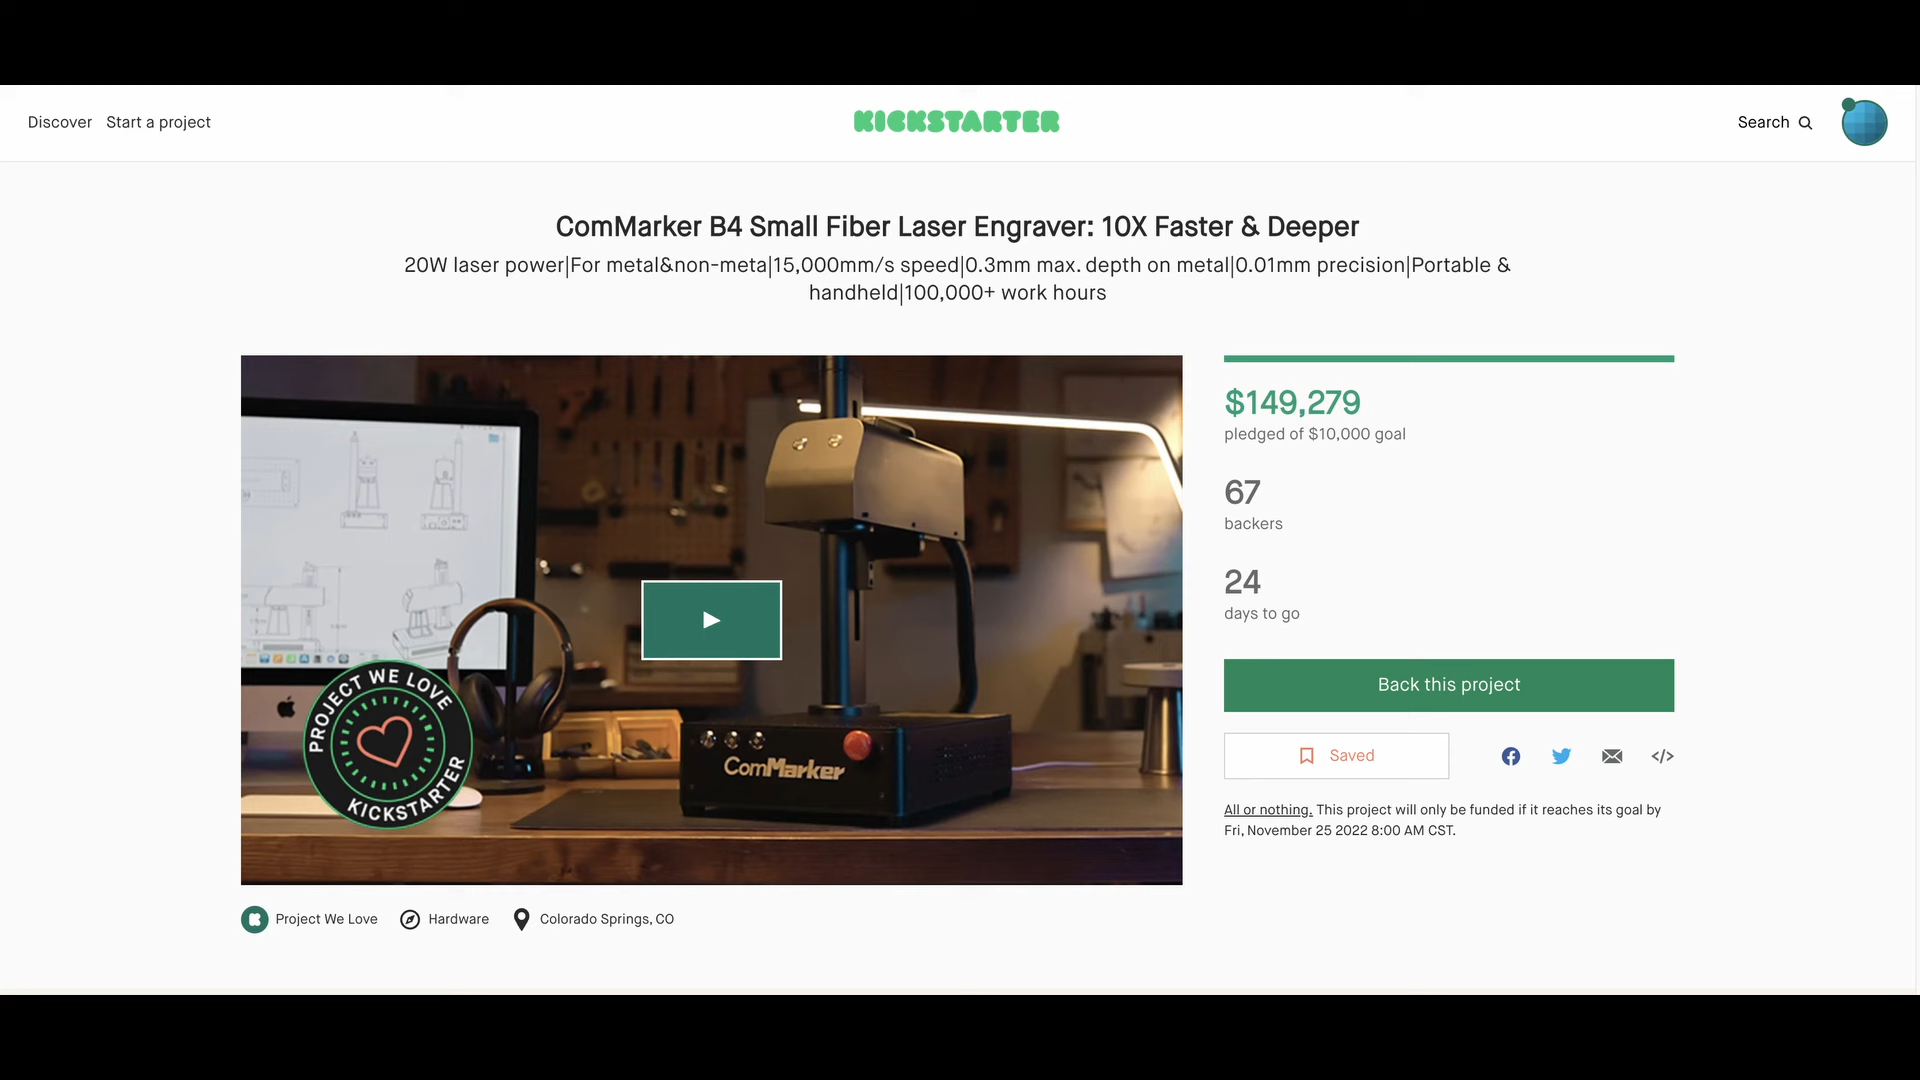 Discover
Start a project
KICKSTARTER
Search
ComMarker B4 Small Fiber Laser Engraver: 10X Faster & Deeper
20W laser power|For metal&non-meta|15,000mm/s speed|0.3mm max. depth on metal|0.01mm precision|Portable &
handheld|100,000+ work hours
PROJECT WE LOVE
KICKSTARTER
ComMarker
$149,279
pledged of $10,000 goal
67
backers
24
days to go
Back this project
Saved
All or nothing. This project will only be funded if it reaches its goal by
Fri, November 25 2022 8:00 AM CST.
Project We Love
Hardware
Colorado Springs, CO